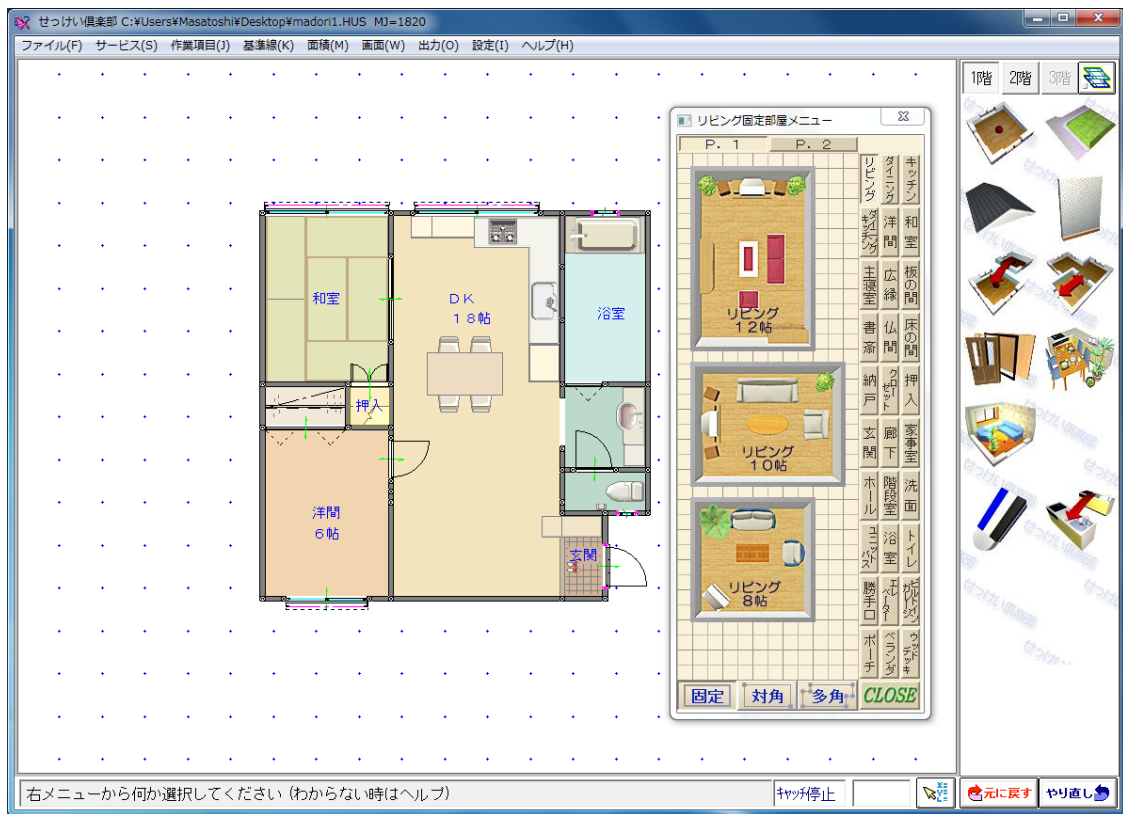 せっけい倶楽部 C:¥Users¥Masatoshi¥Desktop¥madori1.HUS MJ=1820
ファイル(F) サービス(S) 作業項目(J) 基準線(K) 面積(M) 画面(W) 出力(O) 設定(I) ヘルプ(H)
1階 2階 3階
和室
DK
18帖
浴室
押入
洋間
6帖
玄関
リビング固定部屋メニュー
P. 1 P. 2
リビング
12帖
リビング
10帖
リビング
8帖
リビング ダイニング キッチン
ダイニングキッチン 洋間 和室
主寝室 広縁 板の間
書斎 仏間 床の間
納戸 クローゼット 押入
玄関 廊下 家事室
ホール 階段室 洗面
ユニットバス 浴室 トイレ
勝手口 エレベーター ビルトインガレージ
ポーチ ベランダ ウッドデッキ
固定 対角 多角 CLOSE
右メニューから何か選択してください (わからない時はヘルプ)
ｷｬｯﾁ停止
元に戻す やり直し
せっけい倶楽部